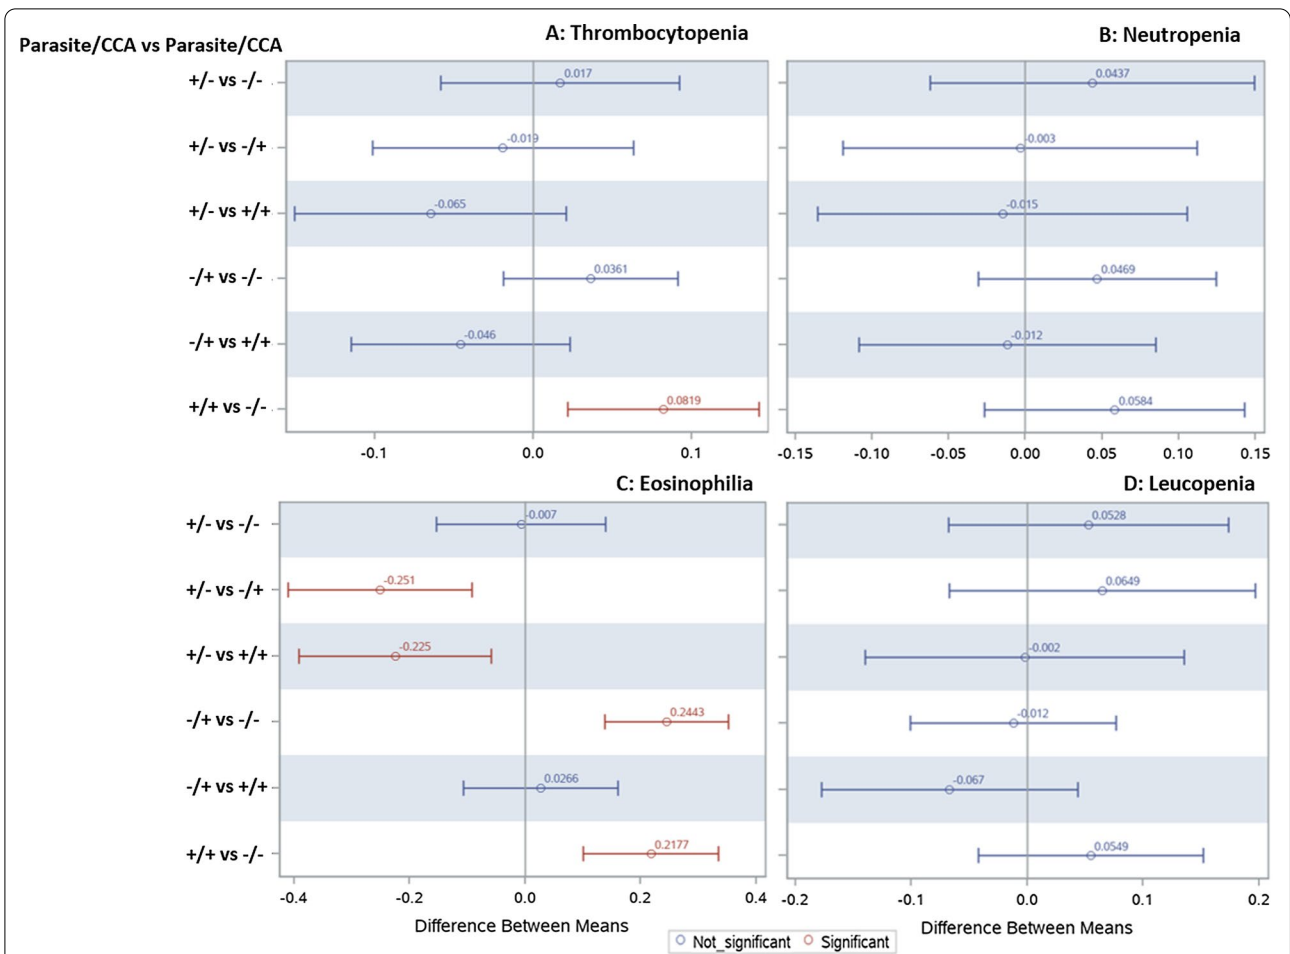 Parasite/CCA vs Parasite/CCA
A: Thrombocytopenia
+/- vs -/-
0.017
+/- vs -/+
-0.019
+/- vs +/+
-0.065
-/+ vs -/-
0.0361
-/+ vs +/+
-0.046
+/+ vs -/-
0.0819
-0.1 0.0 0.1
B: Neutropenia
0.0437
-0.003
-0.015
0.0469
-0.012
0.0584
-0.15 -0.10 -0.05 0.00 0.05 0.10 0.15
C: Eosinophilia
+/- vs -/-
-0.007
+/- vs -/+
-0.251
+/- vs +/+
-0.225
-/+ vs -/-
0.2443
-/+ vs +/+
0.0266
+/+ vs -/-
0.2177
-0.4 -0.2 0.0 0.2 0.4
Difference Between Means
D: Leucopenia
0.0528
0.0649
-0.002
-0.012
-0.067
0.0549
-0.2 -0.1 0.0 0.1 0.2
Difference Between Means
Not_significant Significant